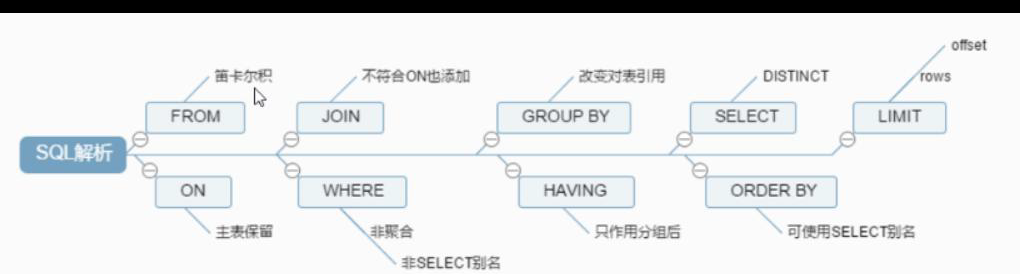 offset
笛卡尔积
不符合ON也添加
改变对表引用
DISTINCT
rows
FROM
JOIN
GROUP BY
SELECT
LIMIT
SQL解析
ON
WHERE
HAVING
ORDER BY
主表保留
非聚合
只作用分组后
可使用SELECT别名
非SELECT别名